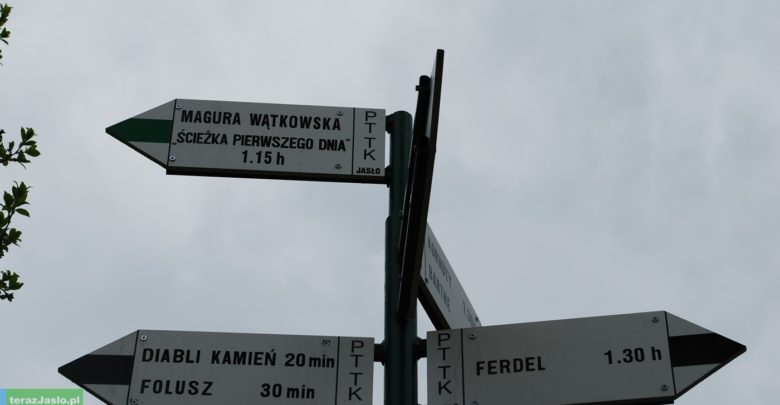 MAGURA WĄTKOWSKA
„ŚCIEŻKA PIERWSZEGO DNIA”
1.15 h
PTTK
JASŁO
DIABLI KAMIEŃ 20 min
FOLUSZ 30 min
PTTK
PTTK
FERDEL 1.30 h
terazJaslo.pl